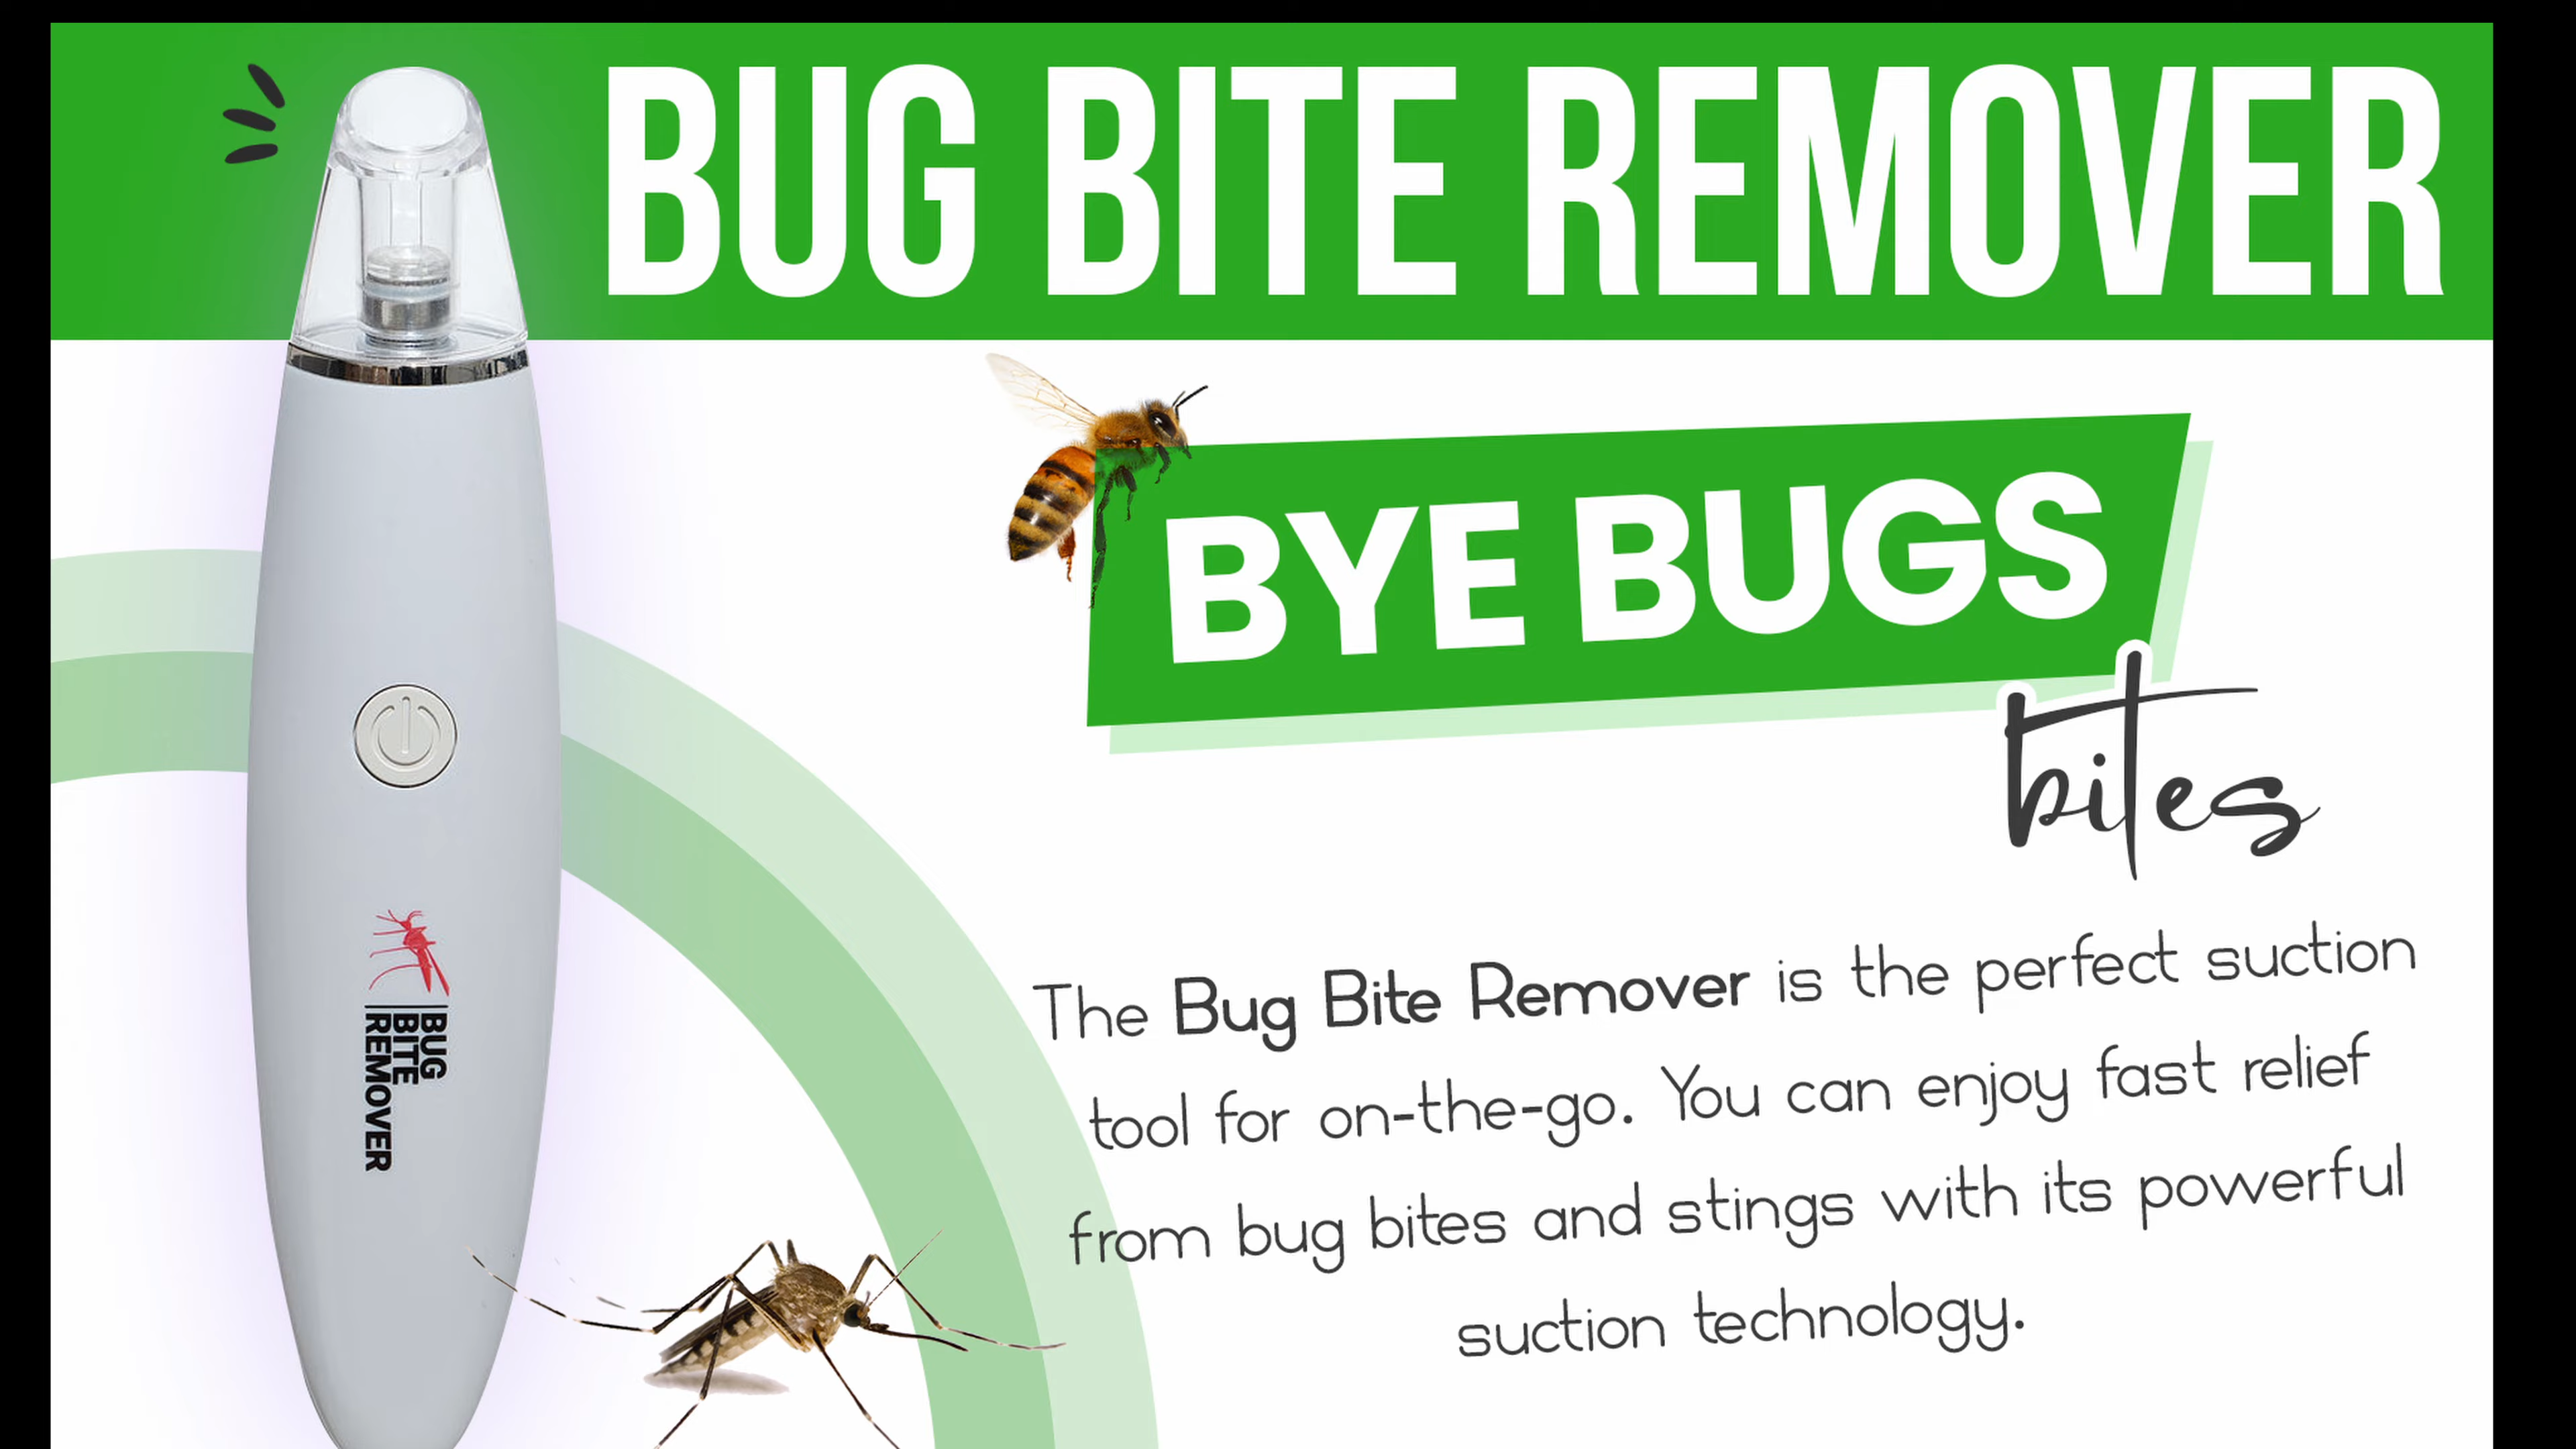 BUG BITE REMOVER
BYE BUGS
bites
The Bug Bite Remover is the perfect suction
tool for on-the-go. You can enjoy fast relief
from bug bites and stings with its powerful
suction technology.
BUG
BITE
REMOVER